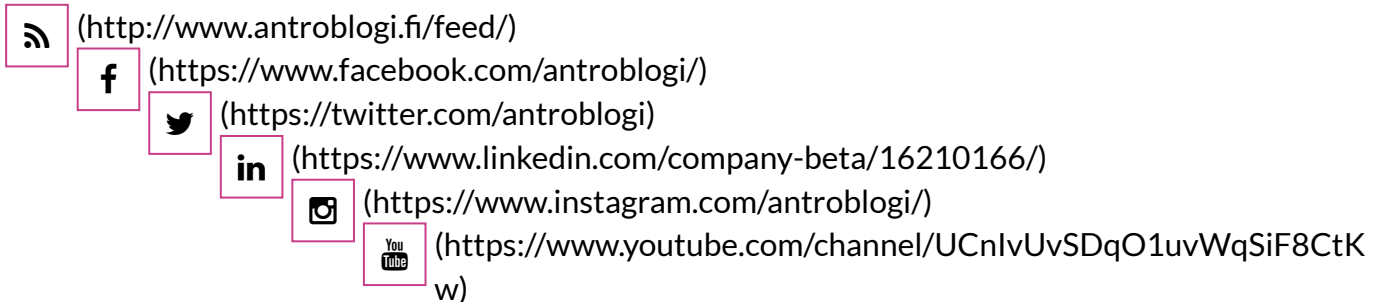 (http://www.antroblogi.fi/feed/)
f (https://www.facebook.com/antroblogi/)
(https://twitter.com/antroblogi)
in (https://www.linkedin.com/company-beta/16210166/)
(https://www.instagram.com/antroblogi/)
You Tube (https://www.youtube.com/channel/UCnIvUvSDqO1uvWqSiF8CtK
w)